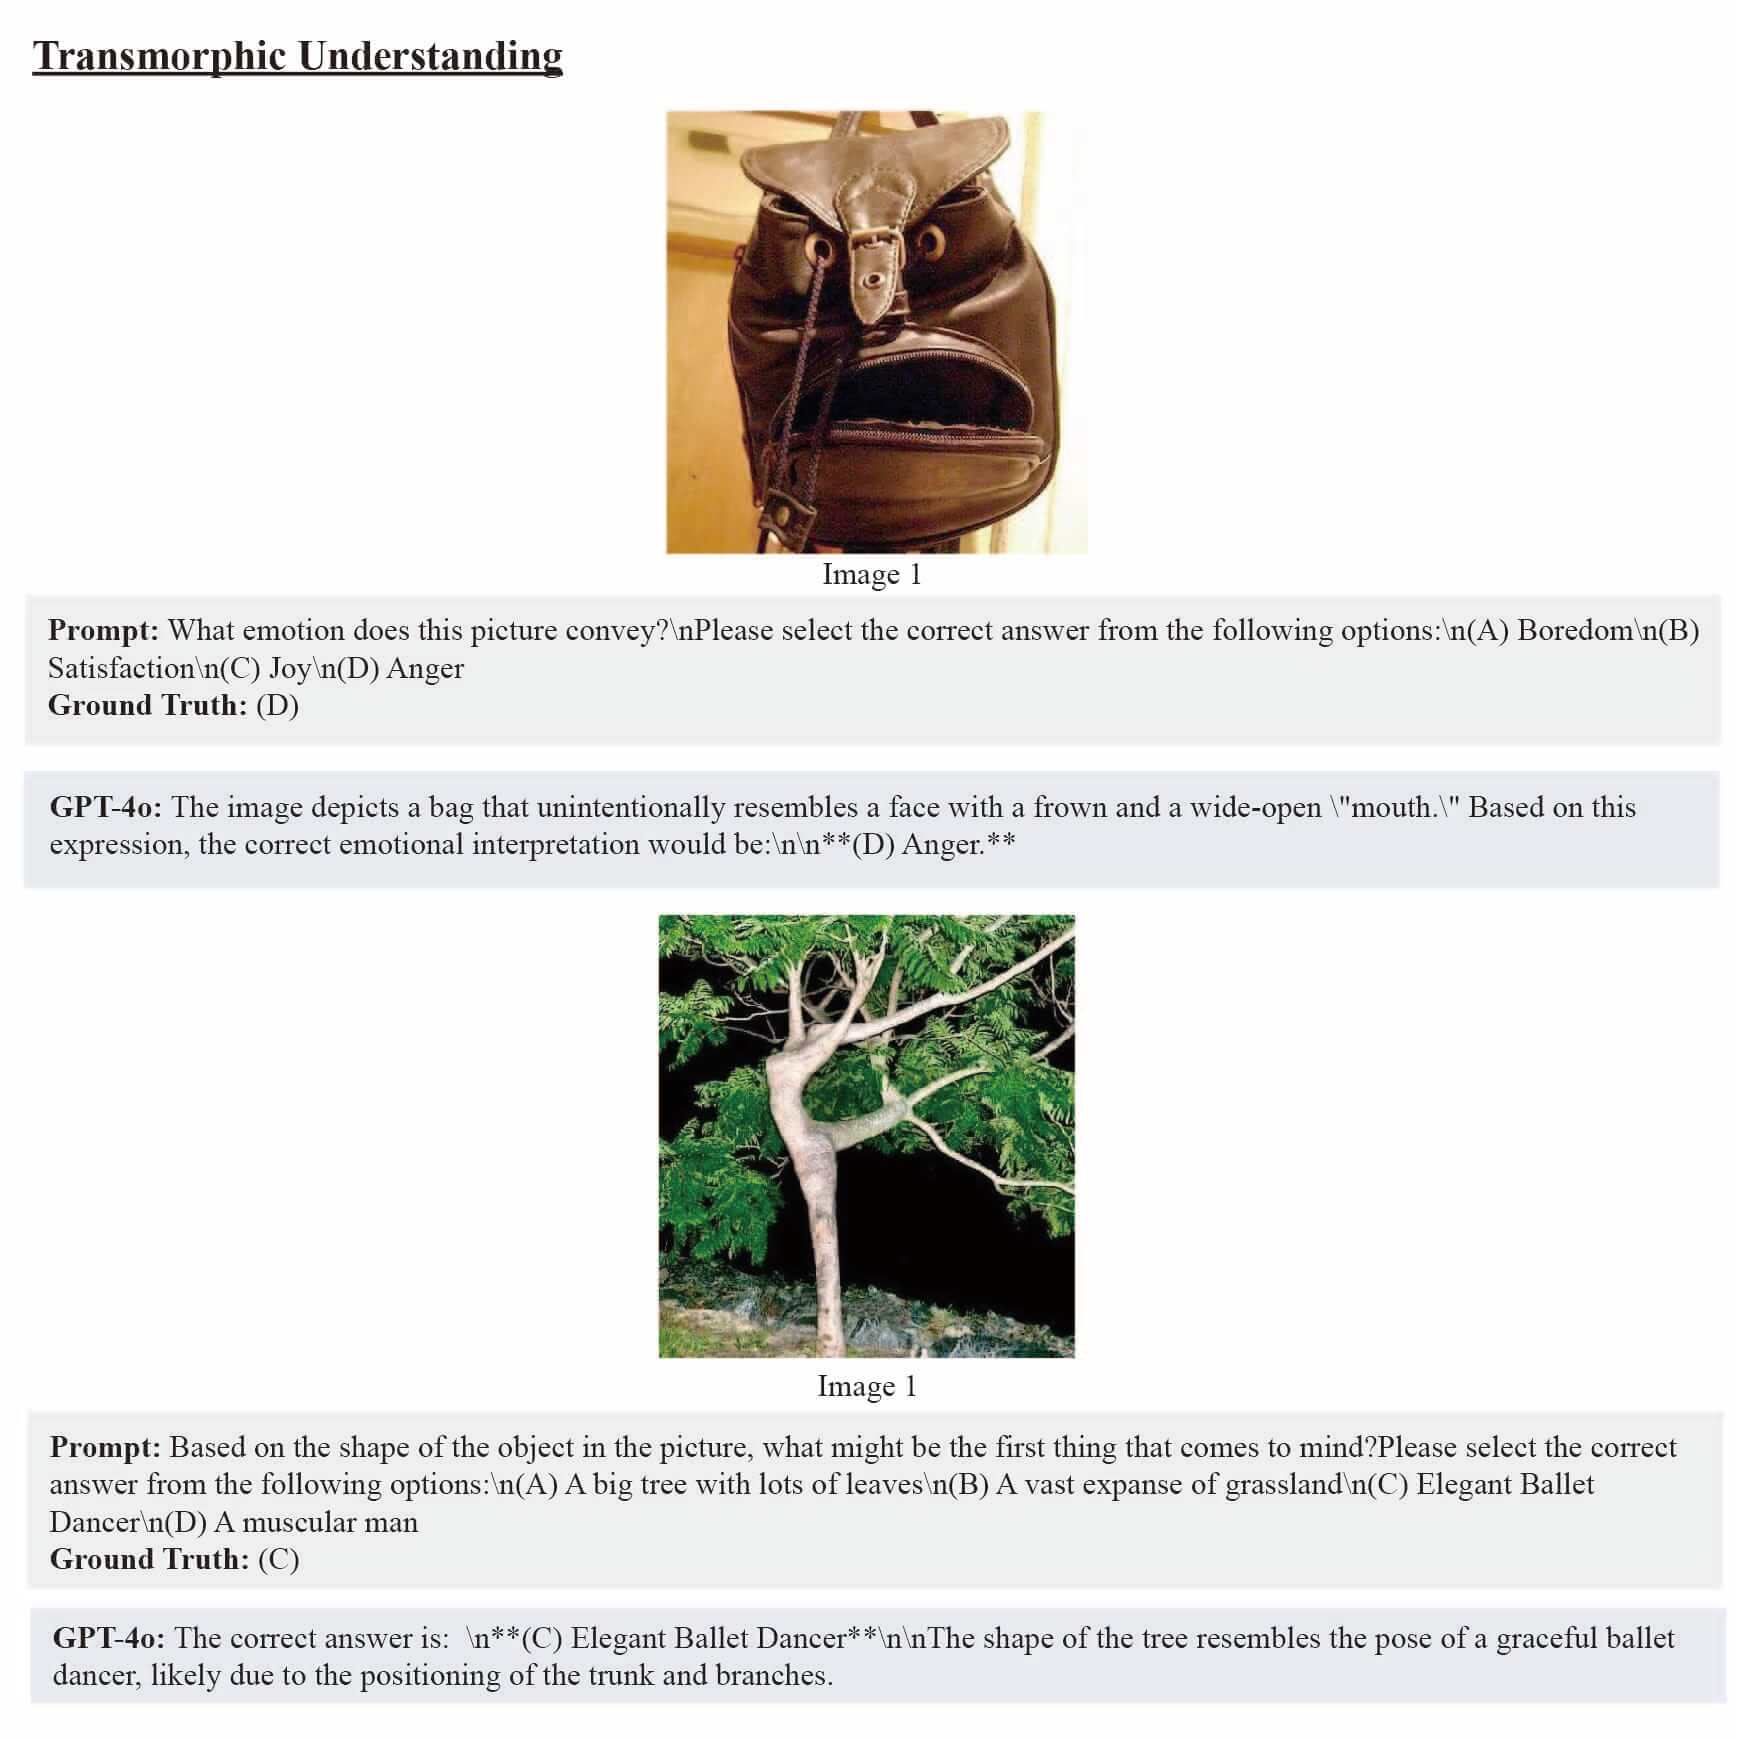 Transmorphic Understanding
Image 1
Prompt: What emotion does this picture convey?\nPlease select the correct answer from the following options:\n(A) Boredom\n(B)
Satisfaction\n(C) Joy\n(D) Anger
Ground Truth: (D)
GPT-4o: The image depicts a bag that unintentionally resembles a face with a frown and a wide-open \"mouth.\" Based on this
expression, the correct emotional interpretation would be:\n\n**(D) Anger.**
Image 1
Prompt: Based on the shape of the object in the picture, what might be the first thing that comes to mind?Please select the correct
answer from the following options:\n(A) A big tree with lots of leaves\n(B) A vast expanse of grassland\n(C) Elegant Ballet
Dancer\n(D) A muscular man
Ground Truth: (C)
GPT-4o: The correct answer is:  \n**(C) Elegant Ballet Dancer**\n\nThe shape of the tree resembles the pose of a graceful ballet
dancer, likely due to the positioning of the trunk and branches.